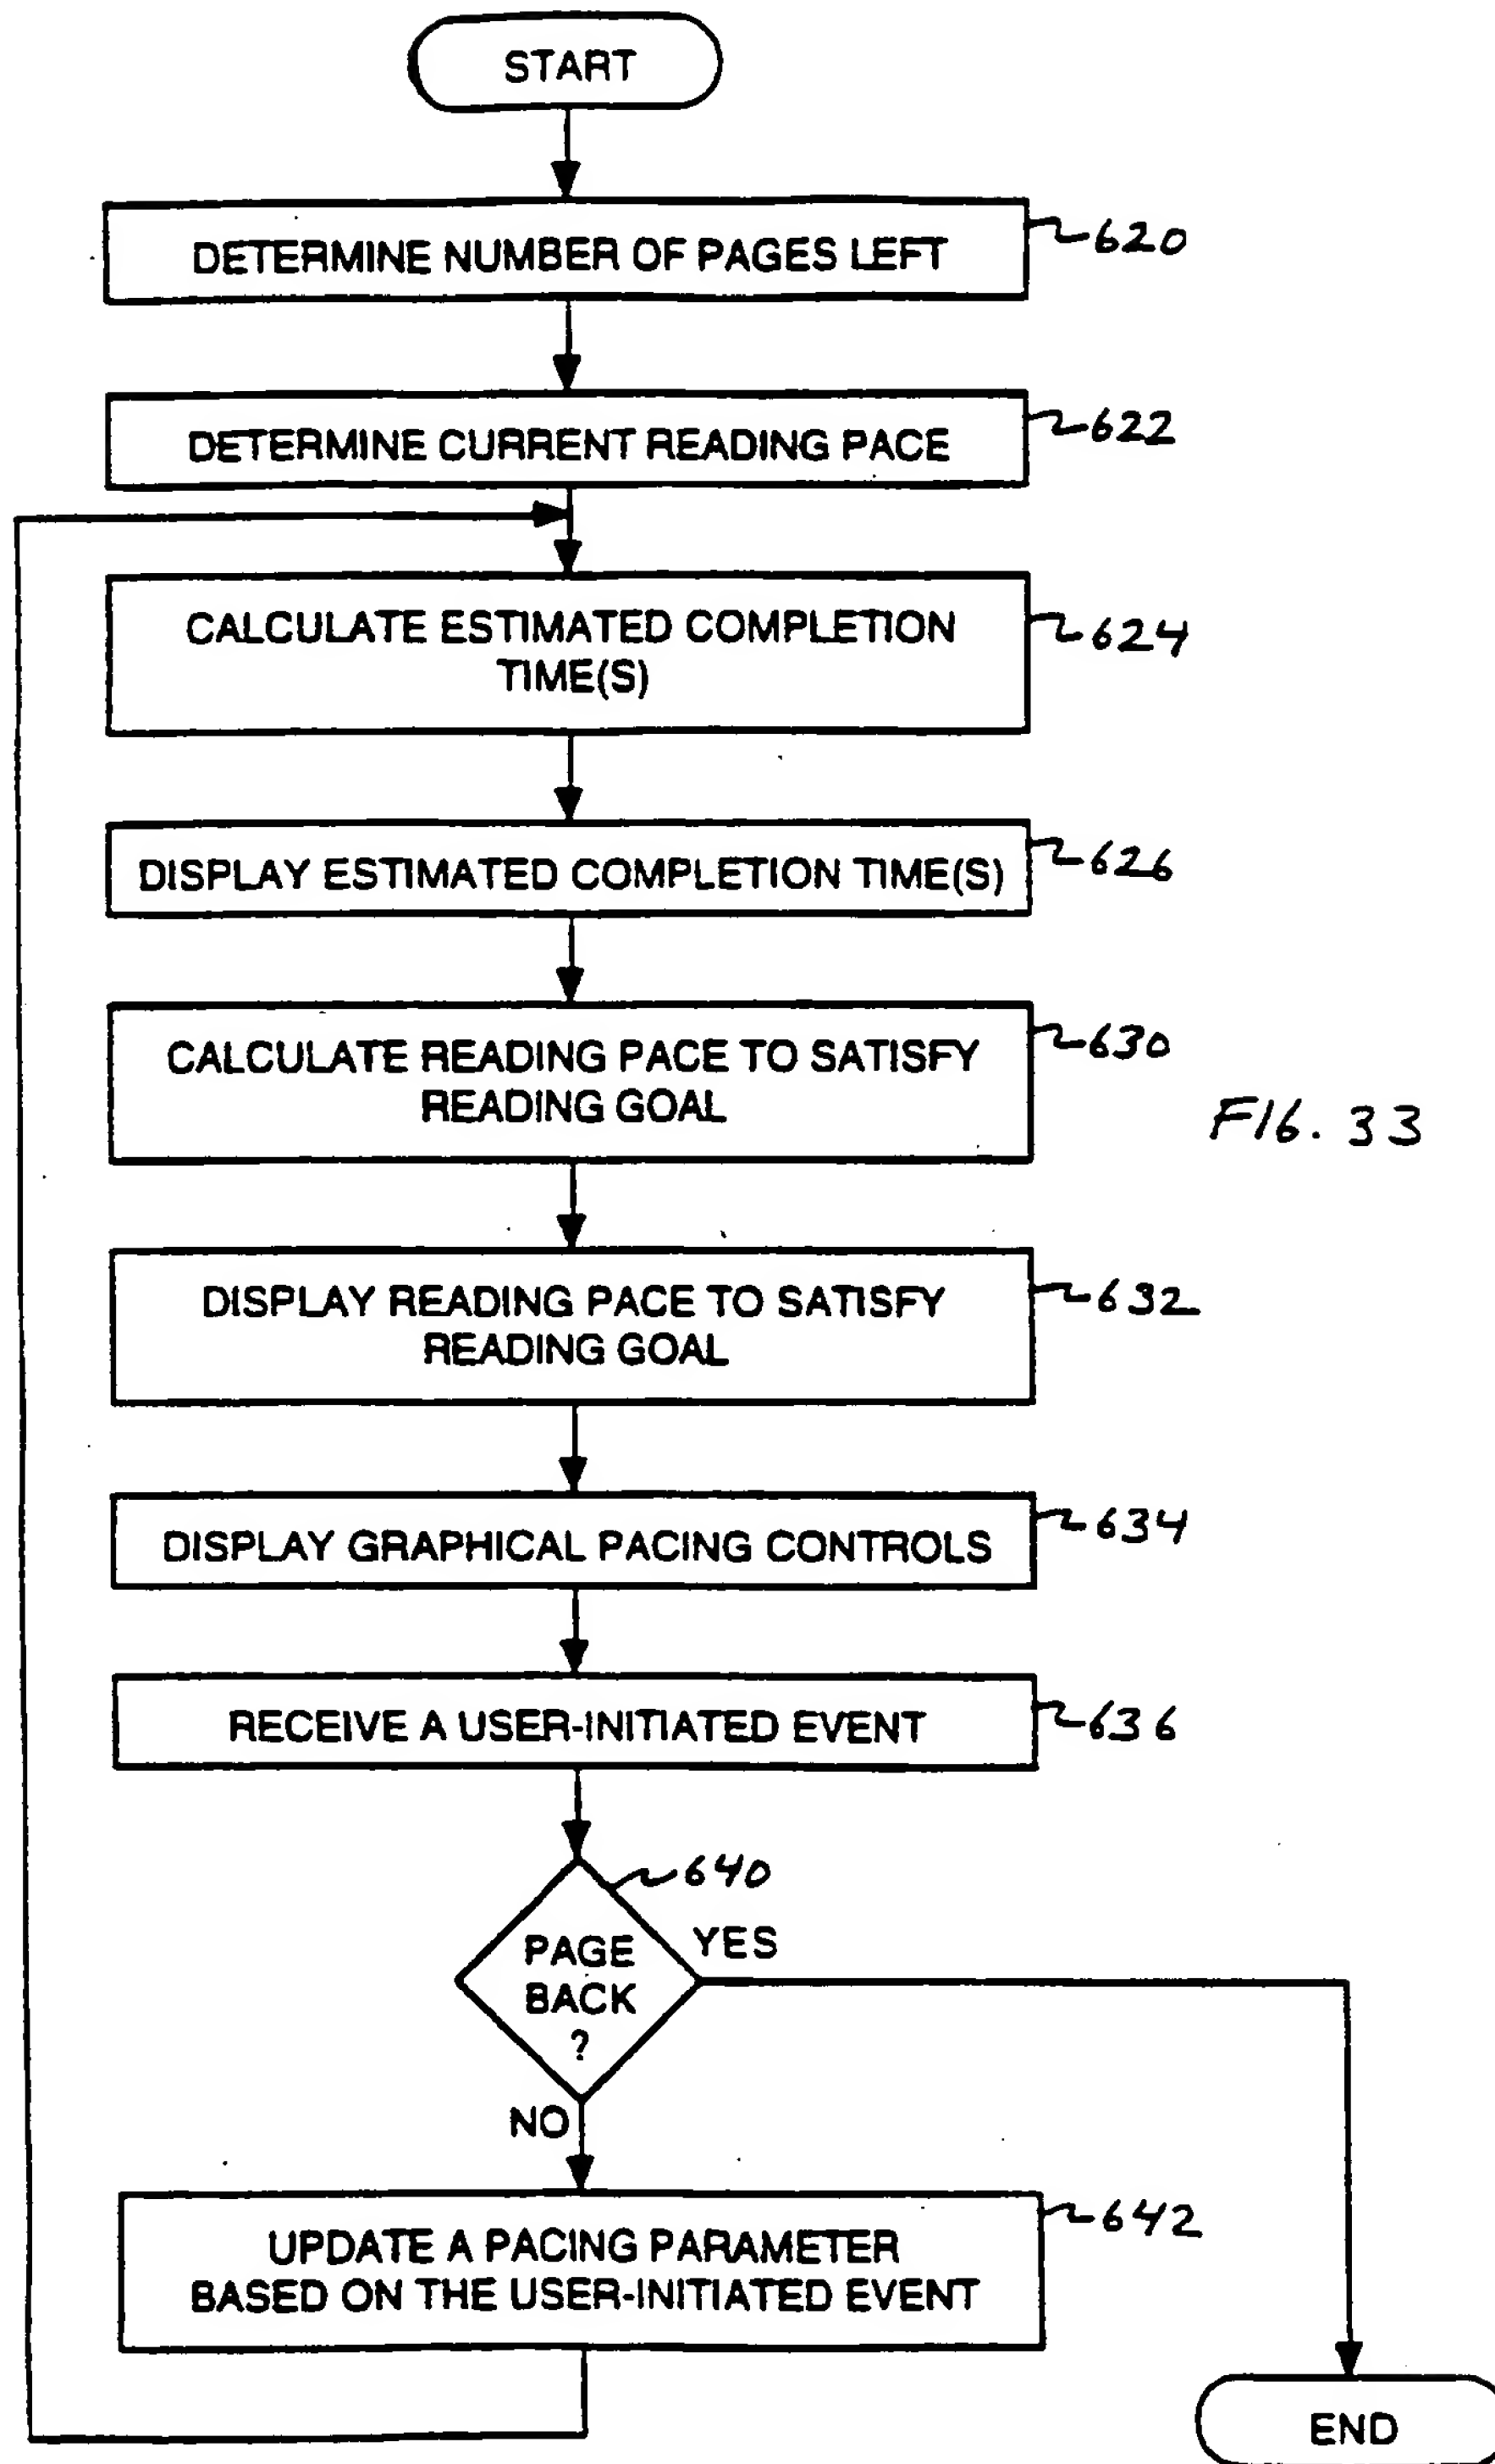 START
DETERMINE NUMBER OF PAGES LEFT
620
DETERMINE CURRENT READING PACE
622
CALCULATE ESTIMATED COMPLETION
TIME(S)
624
DISPLAY ESTIMATED COMPLETION TIME(S)
626
CALCULATE READING PACE TO SATISFY
READING GOAL
630
FIG. 33
DISPLAY READING PACE TO SATISFY
READING GOAL
632
DISPLAY GRAPHICAL PACING CONTROLS
634
RECEIVE A USER-INITIATED EVENT
636
640
PAGE
BACK
?
YES
NO
UPDATE A PACING PARAMETER
BASED ON THE USER-INITIATED EVENT
642
END